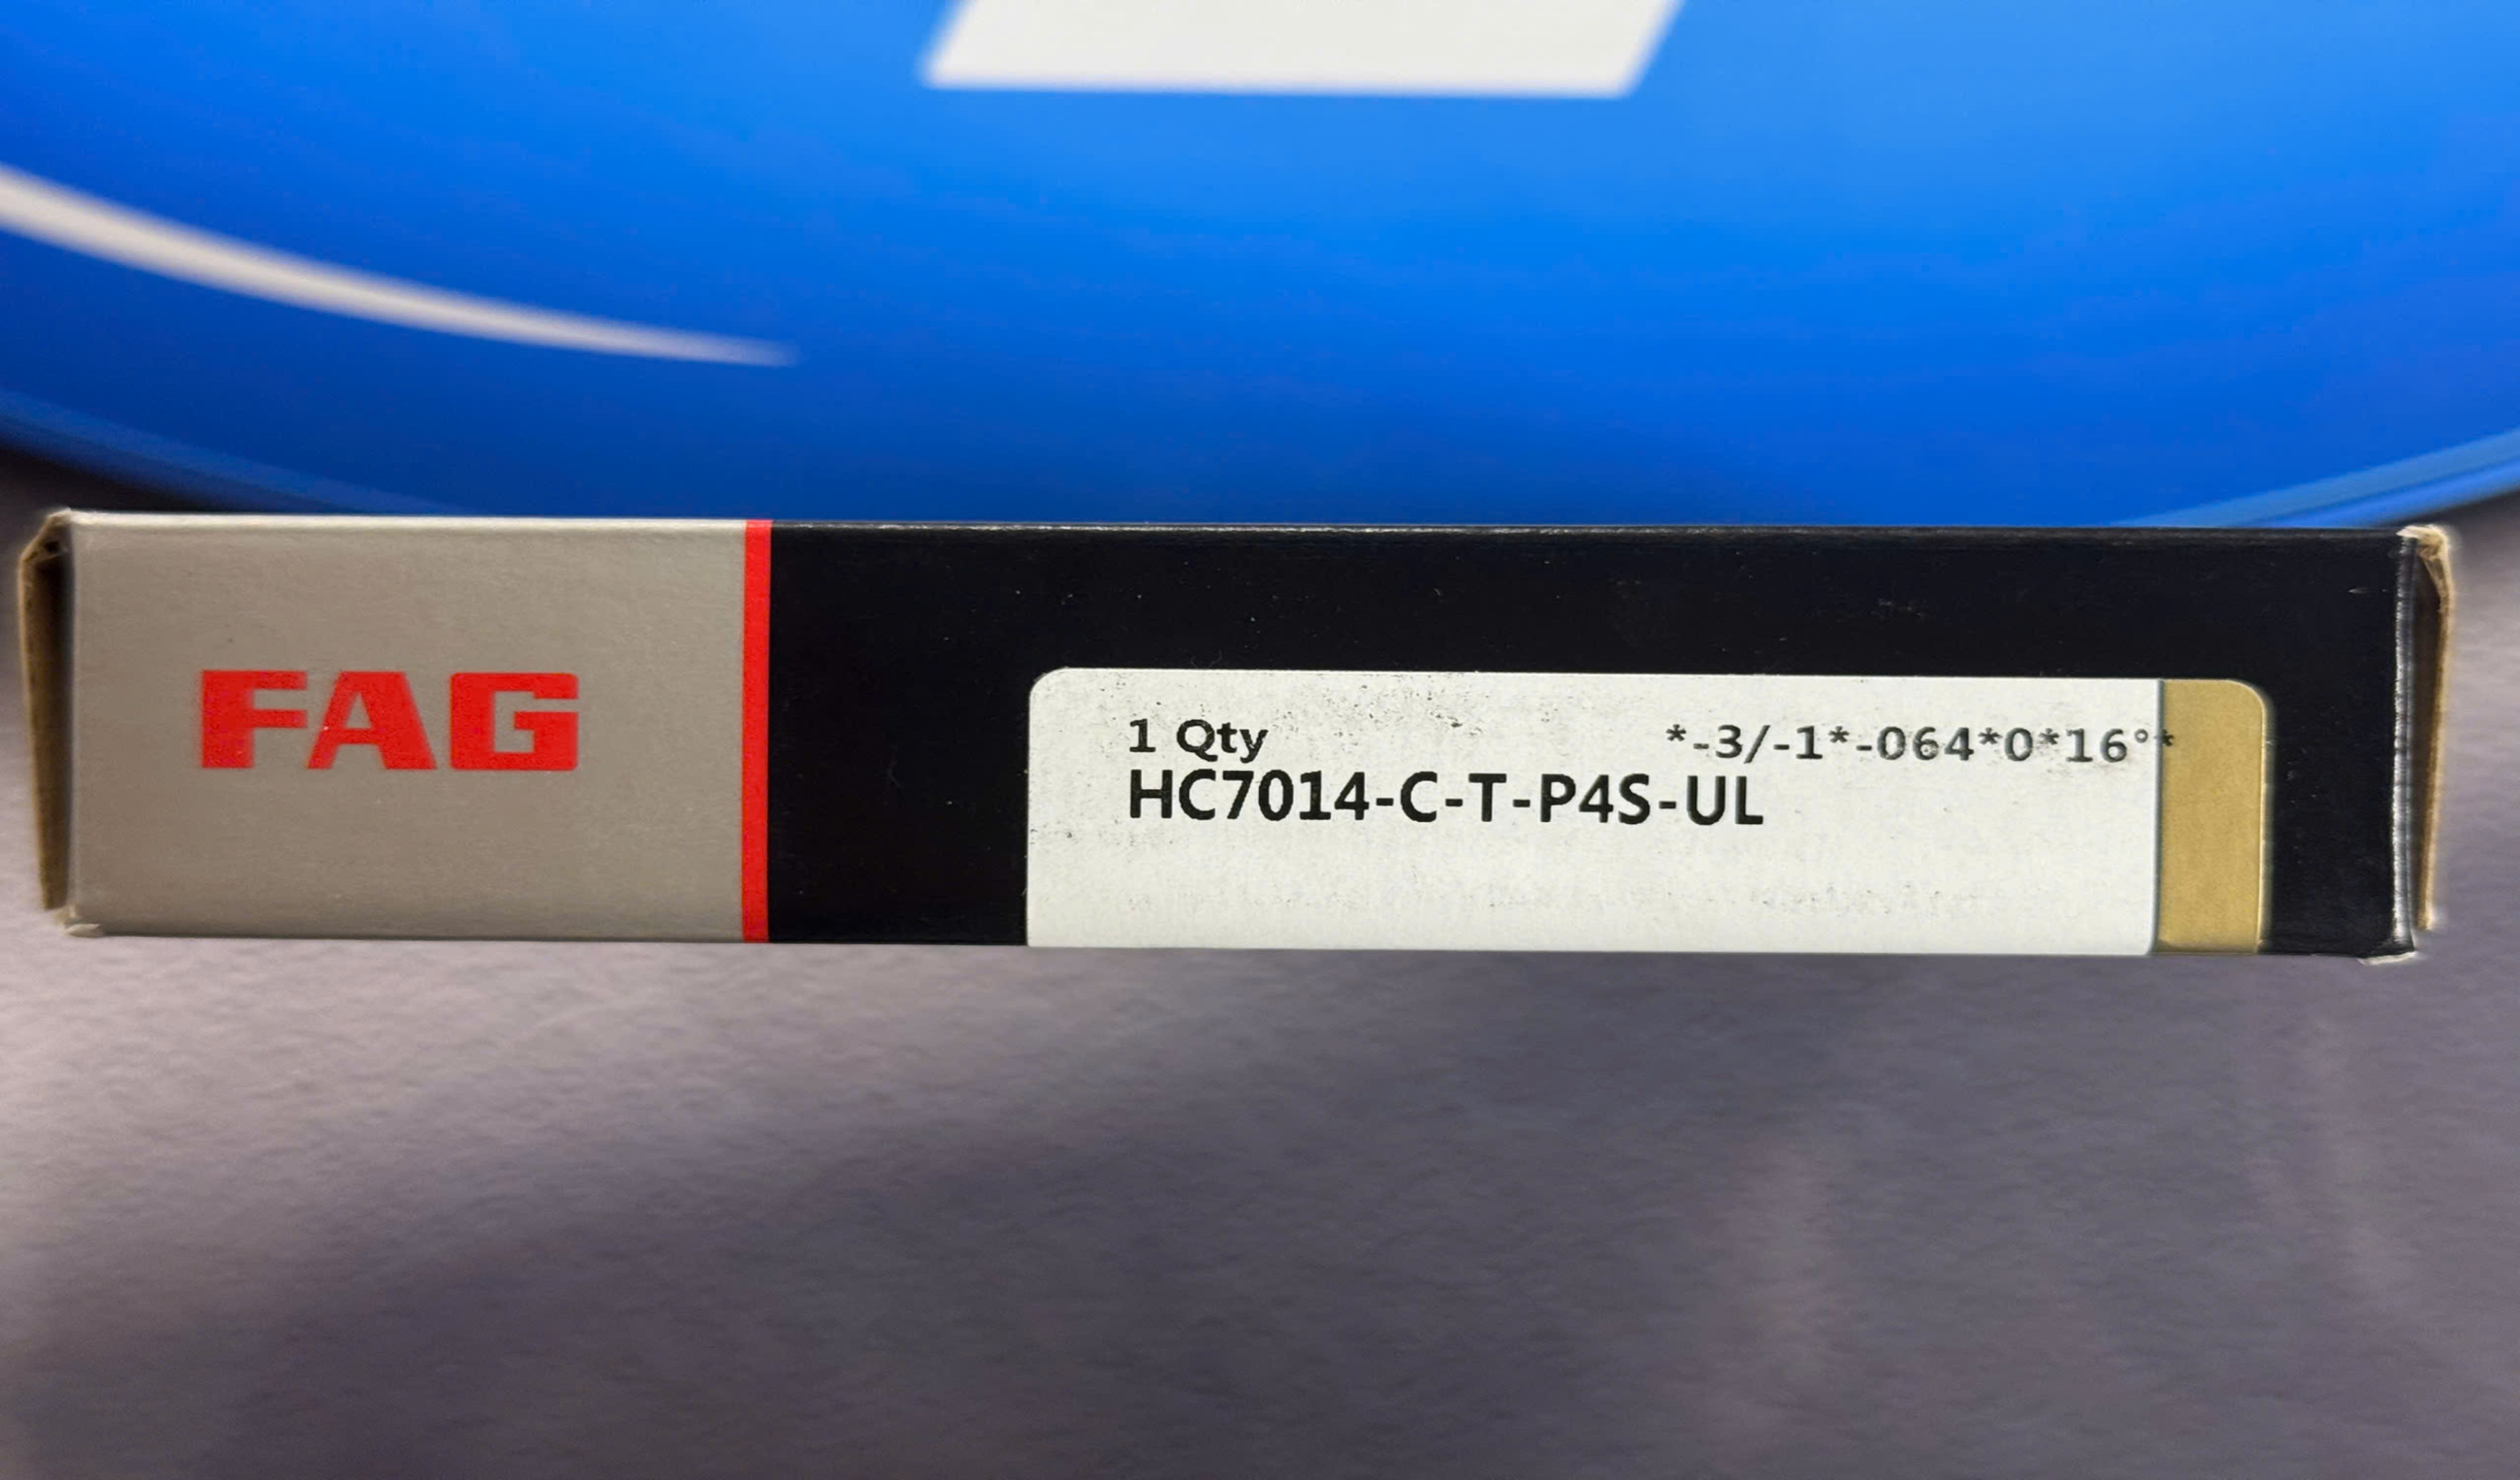 FAG
1 Qty *-3/-1*-064*0*16°*
HC7014-C-T-P4S-UL